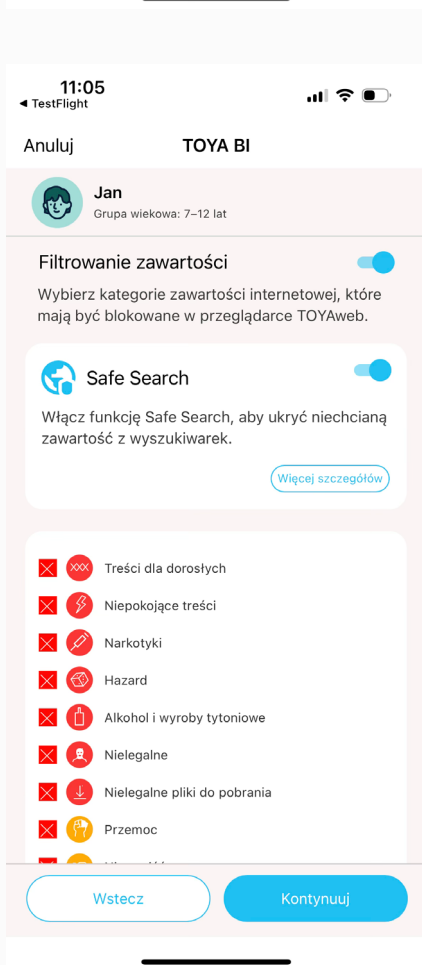 11:05
◀ TestFlight
Anuluj TOYA BI
Jan
Grupa wiekowa: 7–12 lat
Filtrowanie zawartości
Wybierz kategorie zawartości internetowej, które
mają być blokowane w przeglądarce TOYAweb.
Safe Search
Włącz funkcję Safe Search, aby ukryć niechcianą
zawartość z wyszukiwarek.
Więcej szczegółów
XXX Treści dla dorosłych
Niepokojące treści
Narkotyki
Hazard
Alkohol i wyroby tytoniowe
Nielegalne
Nielegalne pliki do pobrania
Przemoc
Wstecz Kontynuuj